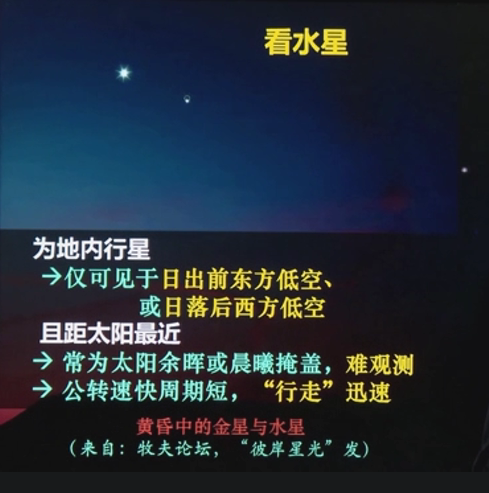 看水星
为地内行星
→仅可见于日出前东方低空、
或日落后西方低空
且距太阳最近
→ 常为太阳余晖或晨曦掩盖，难观测
→ 公转速快周期短，“行走”迅速
黄昏中的金星与水星
（来自：牧夫论坛，“彼岸星光”发）